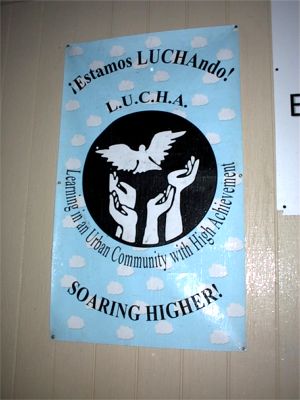 ¡Estamos LUCHAndo!
L.U.C.H.A.
Learning in an Urban Community with High Achievement
SOARING HIGHER!
E